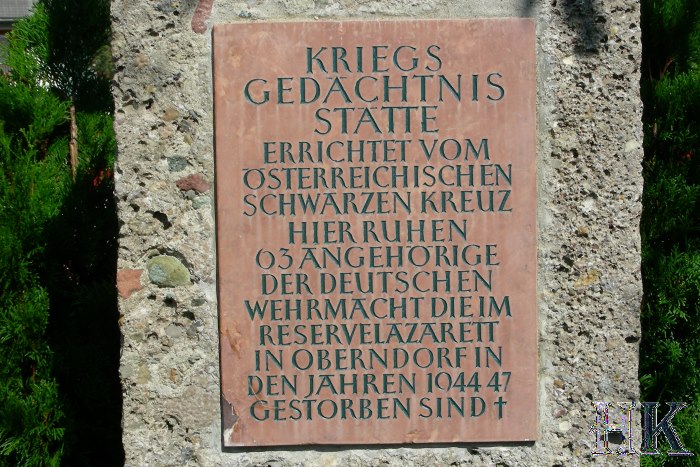 KRIEGS
GEDÄCHTNIS
STÄTTE
ERRICHTET VOM
ÖSTERREICHISCHEN
SCHWARZEN KREUZ
HIER RUHEN
63 ANGEHÖRIGE
DER DEUTSCHEN
WEHRMACHT DIE IM
RESERVELAZARETT
IN OBERNDORF IN
DEN JAHREN 1944 47
GESTORBEN SIND †
HK